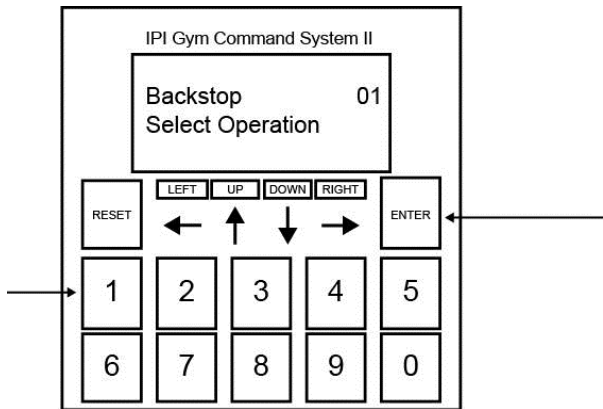 IPI Gym Command System II
Backstop 01
Select Operation
RESET LEFT UP DOWN RIGHT ENTER
1 2 3 4 5
6 7 8 9 0